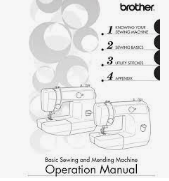 brother
1 KNOWING YOUR
SEWING MACHINE
2 SEWING BASICS
3 UTILITY STITCHES
4 APPENDIX
Basic Sewing and Mending Machine
Operation Manual